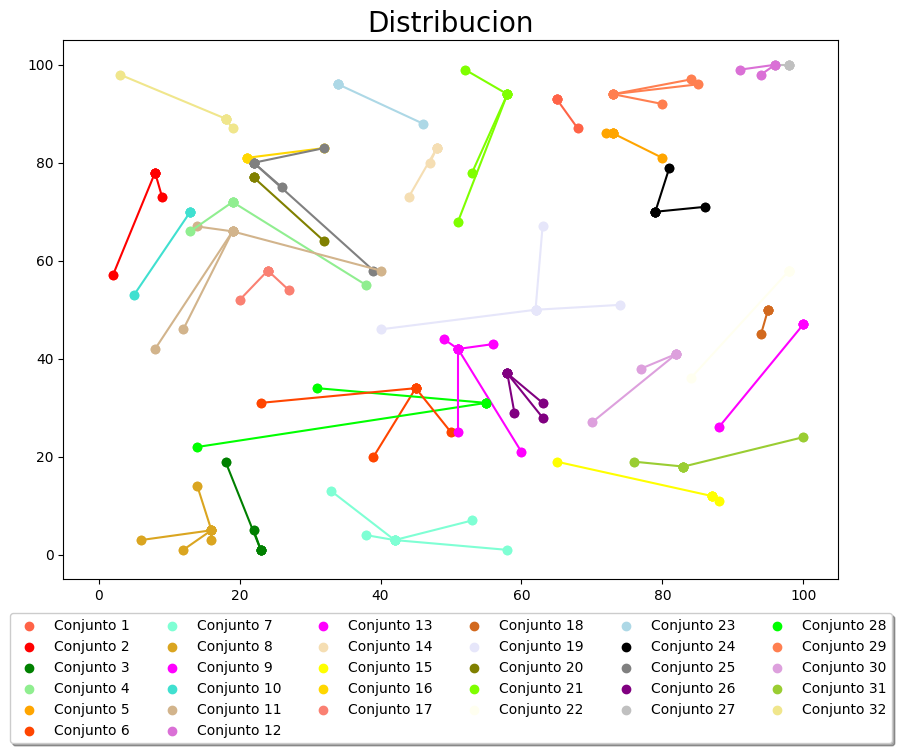 Distribucion
100
80
60
40
20
0
0 20 40 60 80 100
Conjunto 1 Conjunto 7 Conjunto 13 Conjunto 18 Conjunto 23 Conjunto 28
Conjunto 2 Conjunto 8 Conjunto 14 Conjunto 19 Conjunto 24 Conjunto 29
Conjunto 3 Conjunto 9 Conjunto 15 Conjunto 20 Conjunto 25 Conjunto 30
Conjunto 4 Conjunto 10 Conjunto 16 Conjunto 21 Conjunto 26 Conjunto 31
Conjunto 5 Conjunto 11 Conjunto 17 Conjunto 22 Conjunto 27 Conjunto 32
Conjunto 6 Conjunto 12